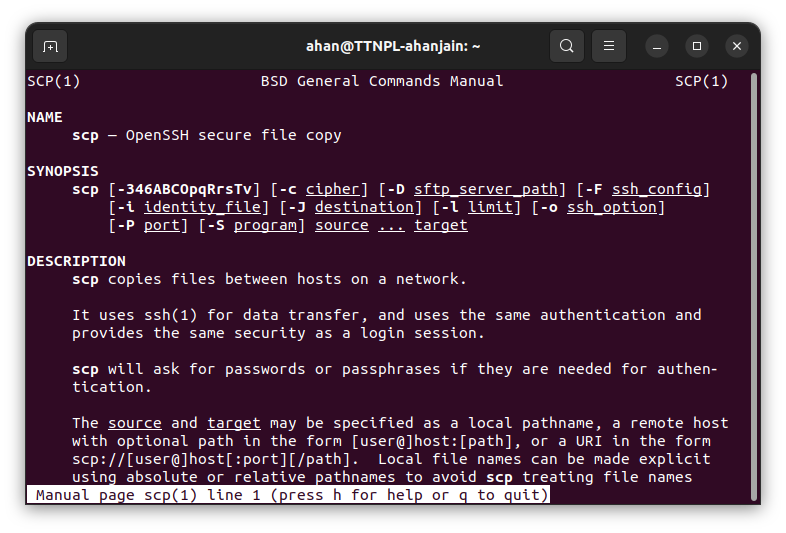 ahan@TTNPL-ahanjain: ~
SCP(1) BSD General Commands Manual SCP(1)
NAME
scp — OpenSSH secure file copy
SYNOPSIS
scp [-346ABCOpqRrsTv] [-c cipher] [-D sftp_server_path] [-F ssh_config]
[-i identity_file] [-J destination] [-l limit] [-o ssh_option]
[-P port] [-S program] source ... target
DESCRIPTION
scp copies files between hosts on a network.
It uses ssh(1) for data transfer, and uses the same authentication and
provides the same security as a login session.
scp will ask for passwords or passphrases if they are needed for authen-
tication.
The source and target may be specified as a local pathname, a remote host
with optional path in the form [user@]host:[path], or a URI in the form
scp://[user@]host[:port][/path]. Local file names can be made explicit
using absolute or relative pathnames to avoid scp treating file names
Manual page scp(1) line 1 (press h for help or q to quit)